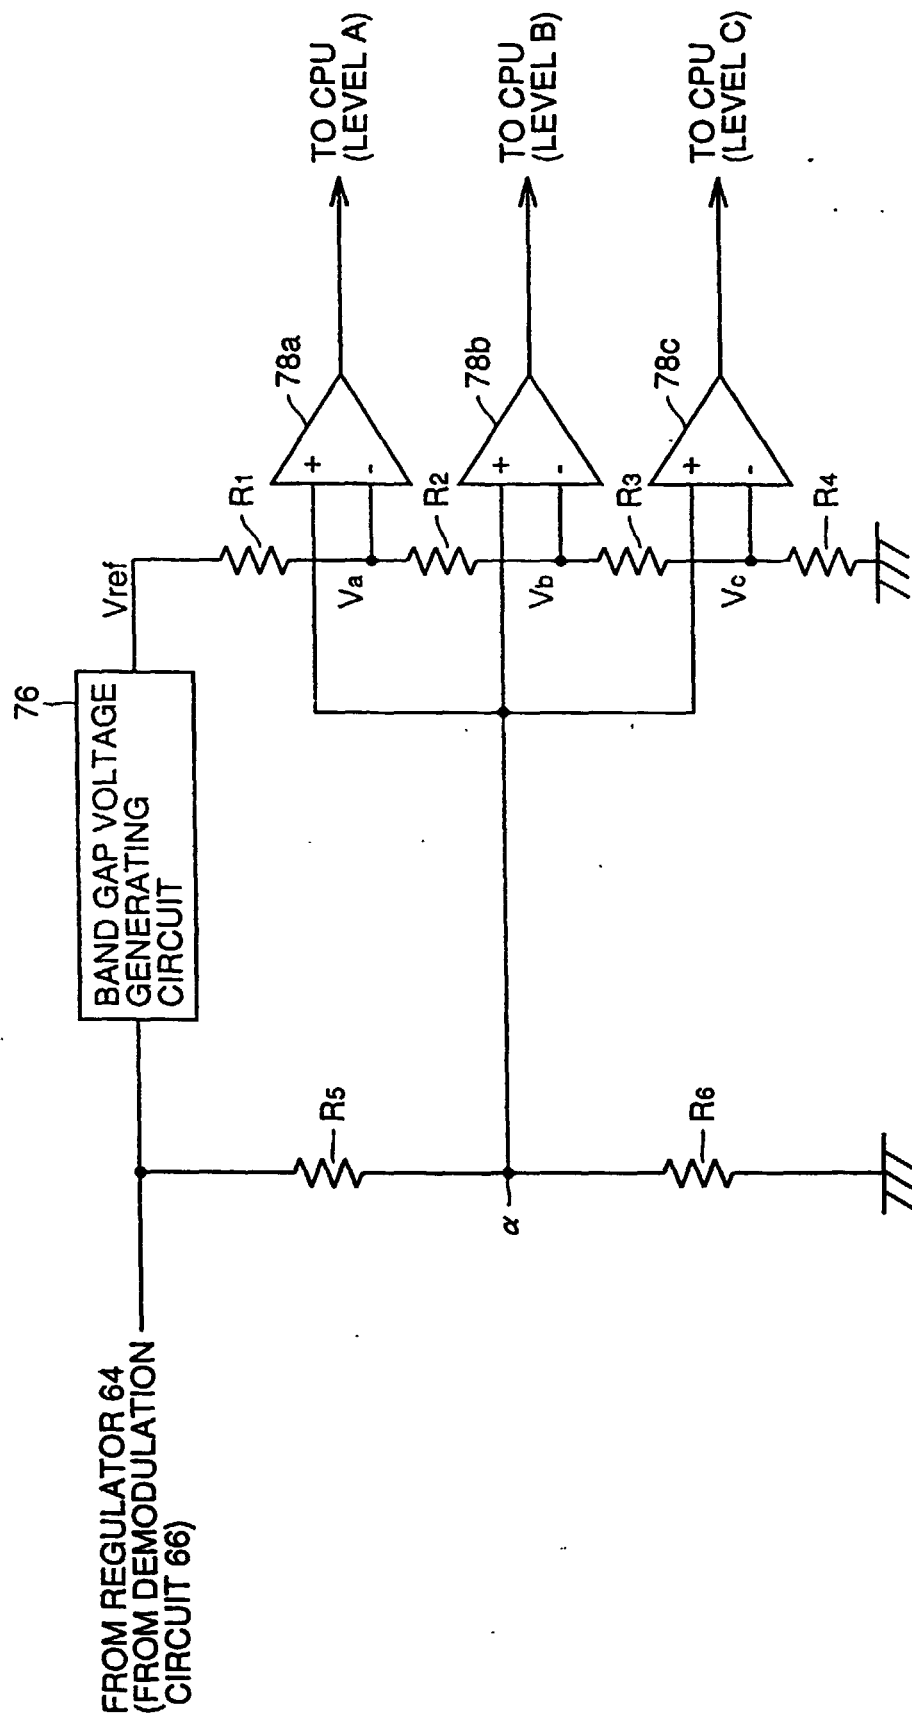 FROM REGULATOR 64
(FROM DEMODULATION
CIRCUIT 66)
76
BAND GAP VOLTAGE
GENERATING
CIRCUIT
Vref
R5
α
R6
R1
Va
R2
Vb
R3
Vc
R4
78a
+
-
78b
+
-
78c
+
-
TO CPU
(LEVEL A)
TO CPU
(LEVEL B)
TO CPU
(LEVEL C)